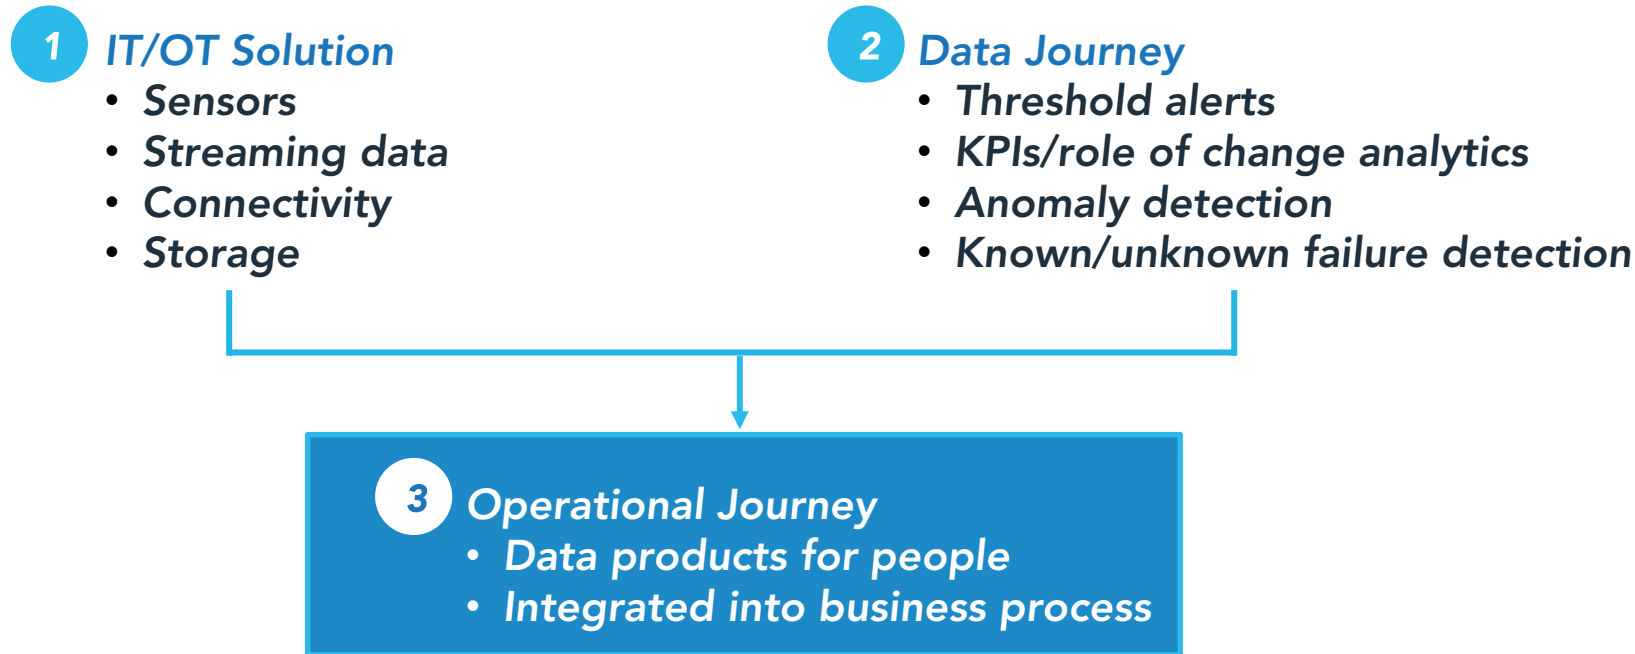 1 IT/OT Solution
• Sensors
• Streaming data
• Connectivity
• Storage
2 Data Journey
• Threshold alerts
• KPIs/role of change analytics
• Anomaly detection
• Known/unknown failure detection
3 Operational Journey
• Data products for people
• Integrated into business process